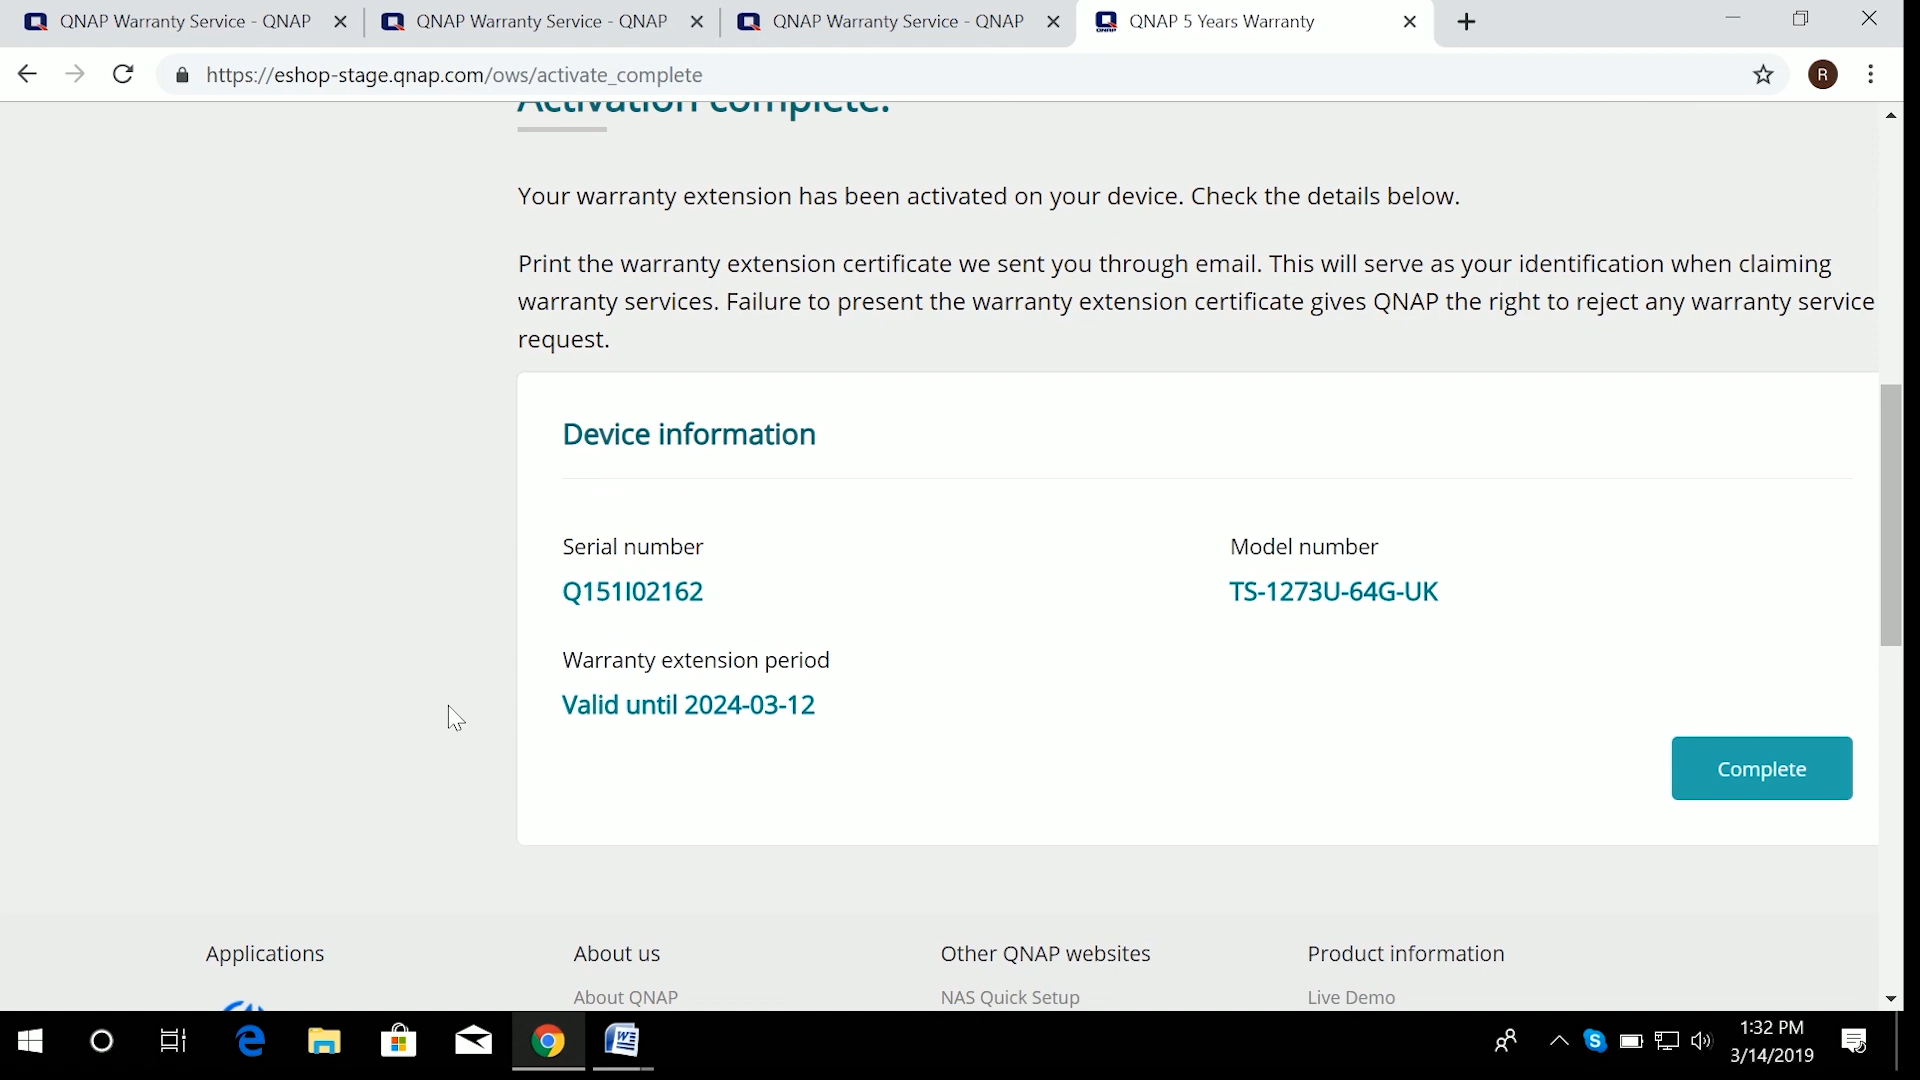 QNAP Warranty Service - QNAP
QNAP Warranty Service - QNAP
QNAP Warranty Service - QNAP
QNAP 5 Years Warranty
https://eshop-stage.qnap.com/ows/activate_complete
R
Activation complete.
Your warranty extension has been activated on your device. Check the details below.
Print the warranty extension certificate we sent you through email. This will serve as your identification when claiming
warranty services. Failure to present the warranty extension certificate gives QNAP the right to reject any warranty service
request.
Device information
Serial number
Model number
Q151I02162
TS-1273U-64G-UK
Warranty extension period
Valid until 2024-03-12
Complete
Applications
About us
Other QNAP websites
Product information
About QNAP
NAS Quick Setup
Live Demo
1:32 PM
3/14/2019